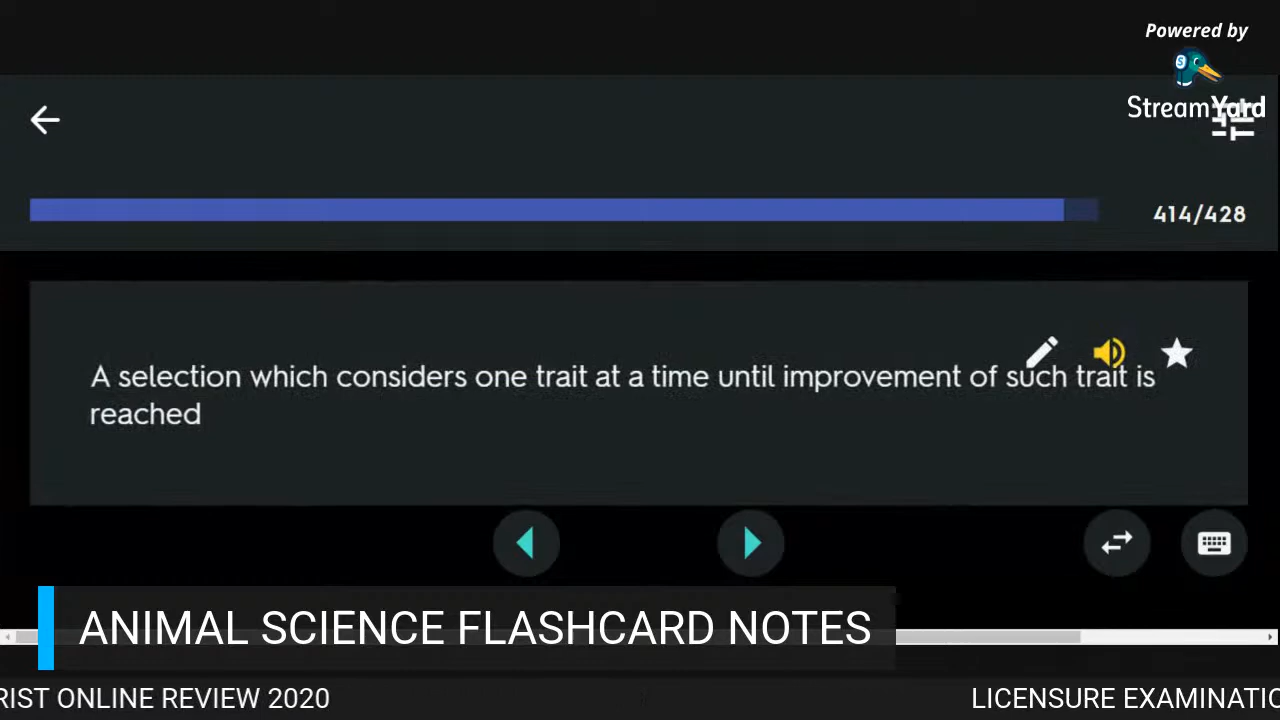 Powered by
StreamYard
414/428
A selection which considers one trait at a time until improvement of such trait is
reached
ANIMAL SCIENCE FLASHCARD NOTES
RIST ONLINE REVIEW 2020
LICENSURE EXAMINATIO